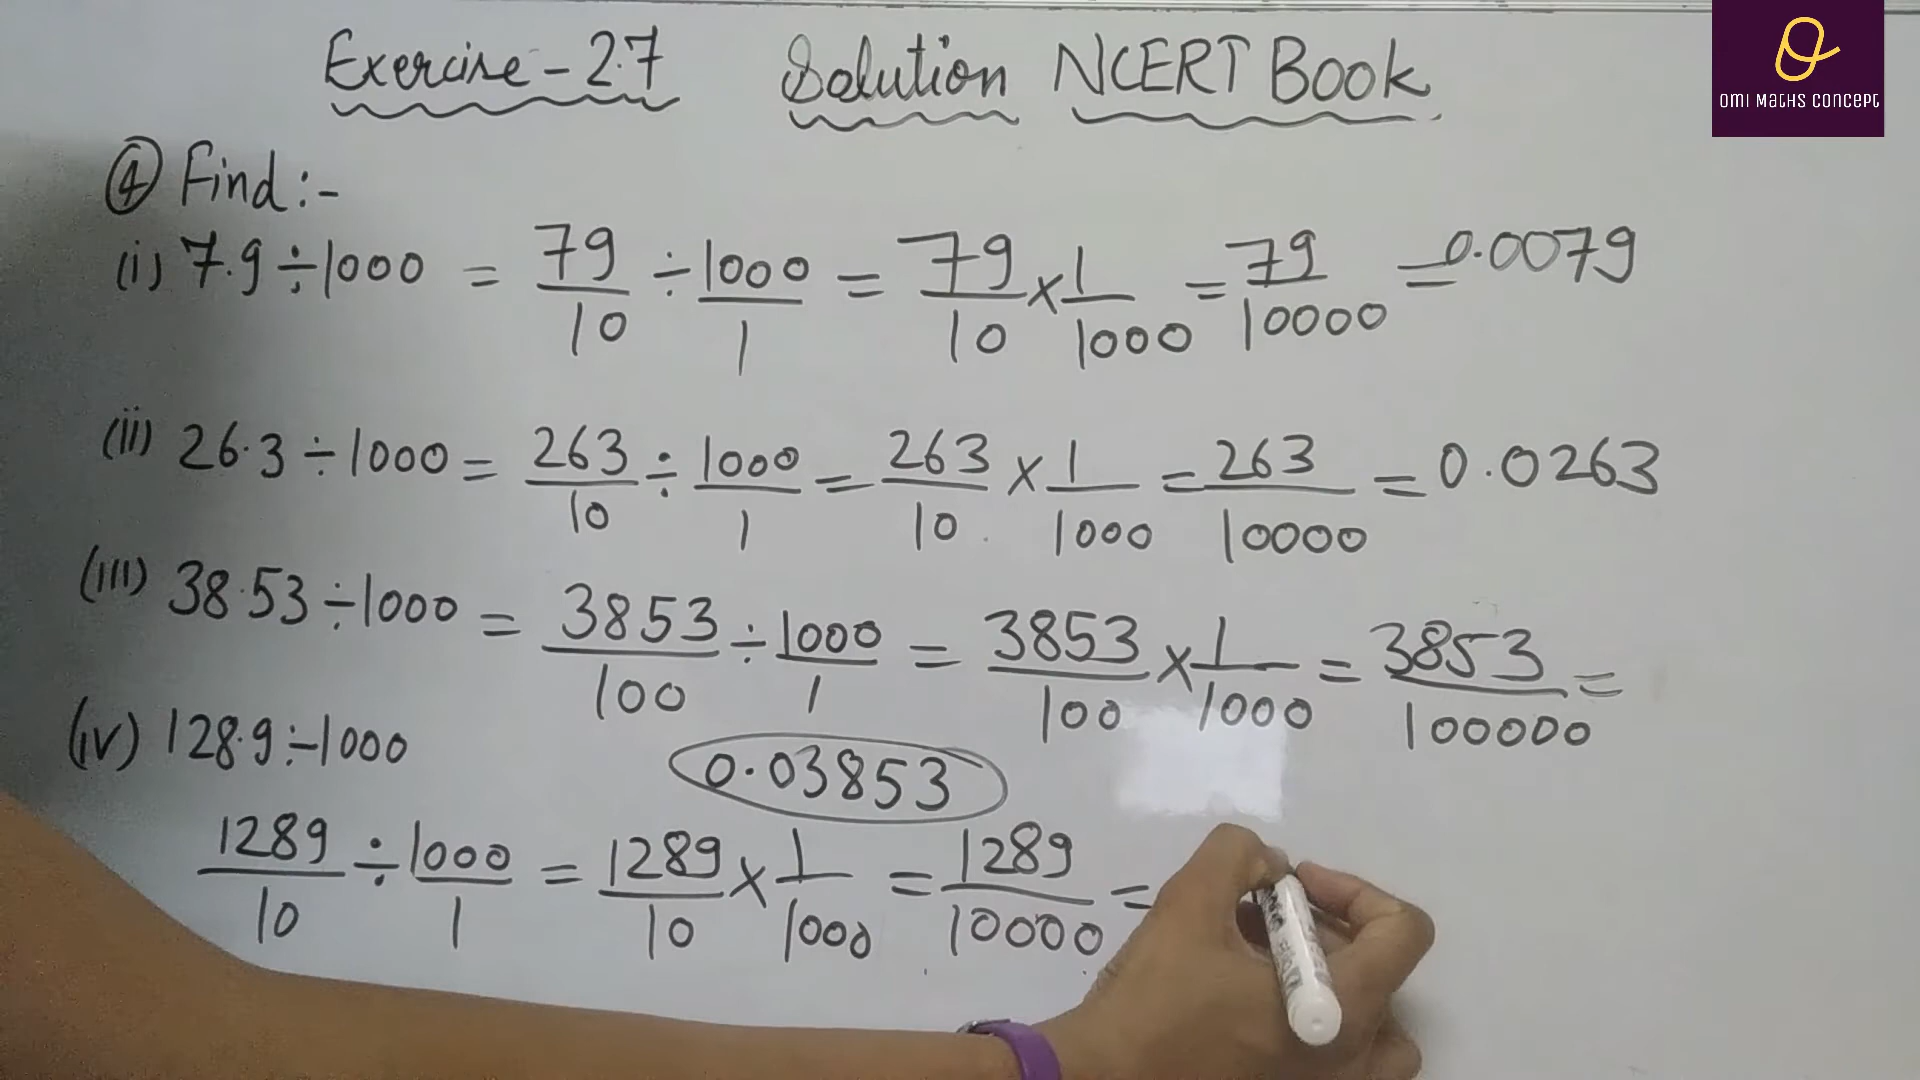 Exercise - 2.7 Solution NCERT Book
OMI MATHS CONCEPT
④ Find:-
(i) 7.9 ÷ 1000 = 79/10 ÷ 1000/1 = 79/10 × 1/1000 = 79/10000 = 0.0079
(ii) 26.3 ÷ 1000 = 263/10 ÷ 1000/1 = 263/10 × 1/1000 = 263/10000 = 0.0263
(iii) 38.53 ÷ 1000 = 3853/100 ÷ 1000/1 = 3853/100 × 1/1000 = 3853/100000 =
0.03853
(iv) 128.9 ÷ 1000
1289/10 ÷ 1000/1 = 1289/10 × 1/1000 = 1289/10000 =